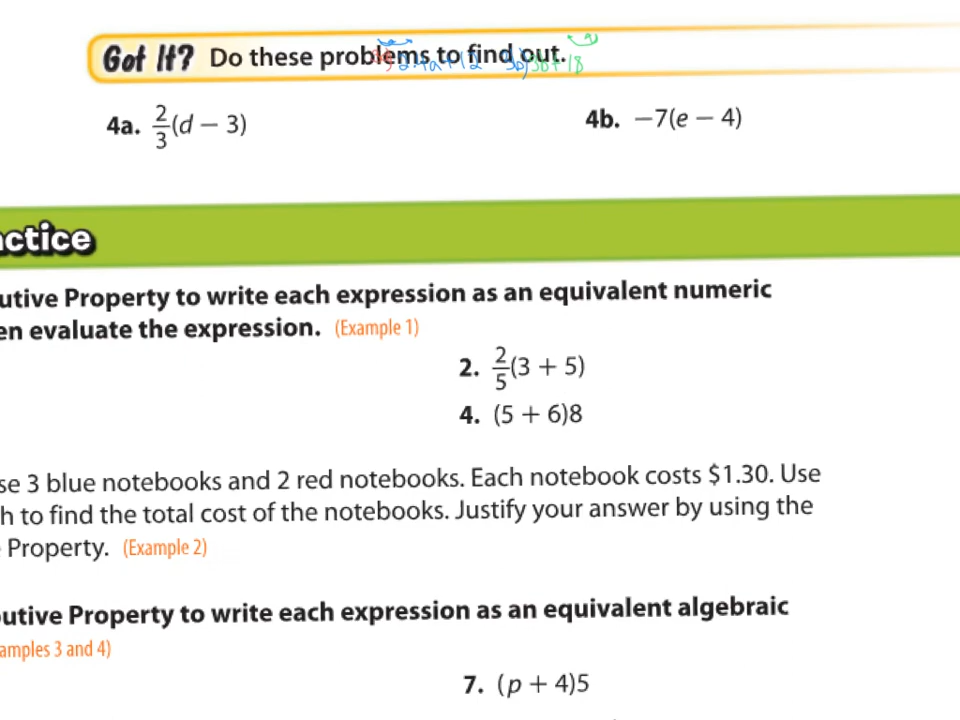 Got It? Do these problems to find out.
4a. 2/3(d − 3)
4b. −7(e − 4)
actice
utive Property to write each expression as an equivalent numeric
en evaluate the expression. (Example 1)
2. 2/5(3 + 5)
4. (5 + 6)8
se 3 blue notebooks and 2 red notebooks. Each notebook costs $1.30. Use
h to find the total cost of the notebooks. Justify your answer by using the
Property. (Example 2)
utive Property to write each expression as an equivalent algebraic
amples 3 and 4)
7. (p + 4)5